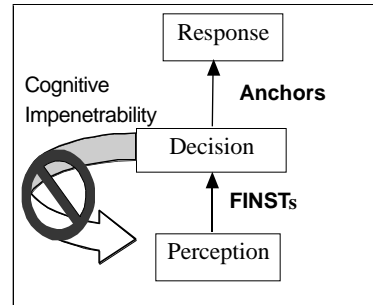 Response
Cognitive
Impenetrability
Anchors
Decision
FINSTs
Perception